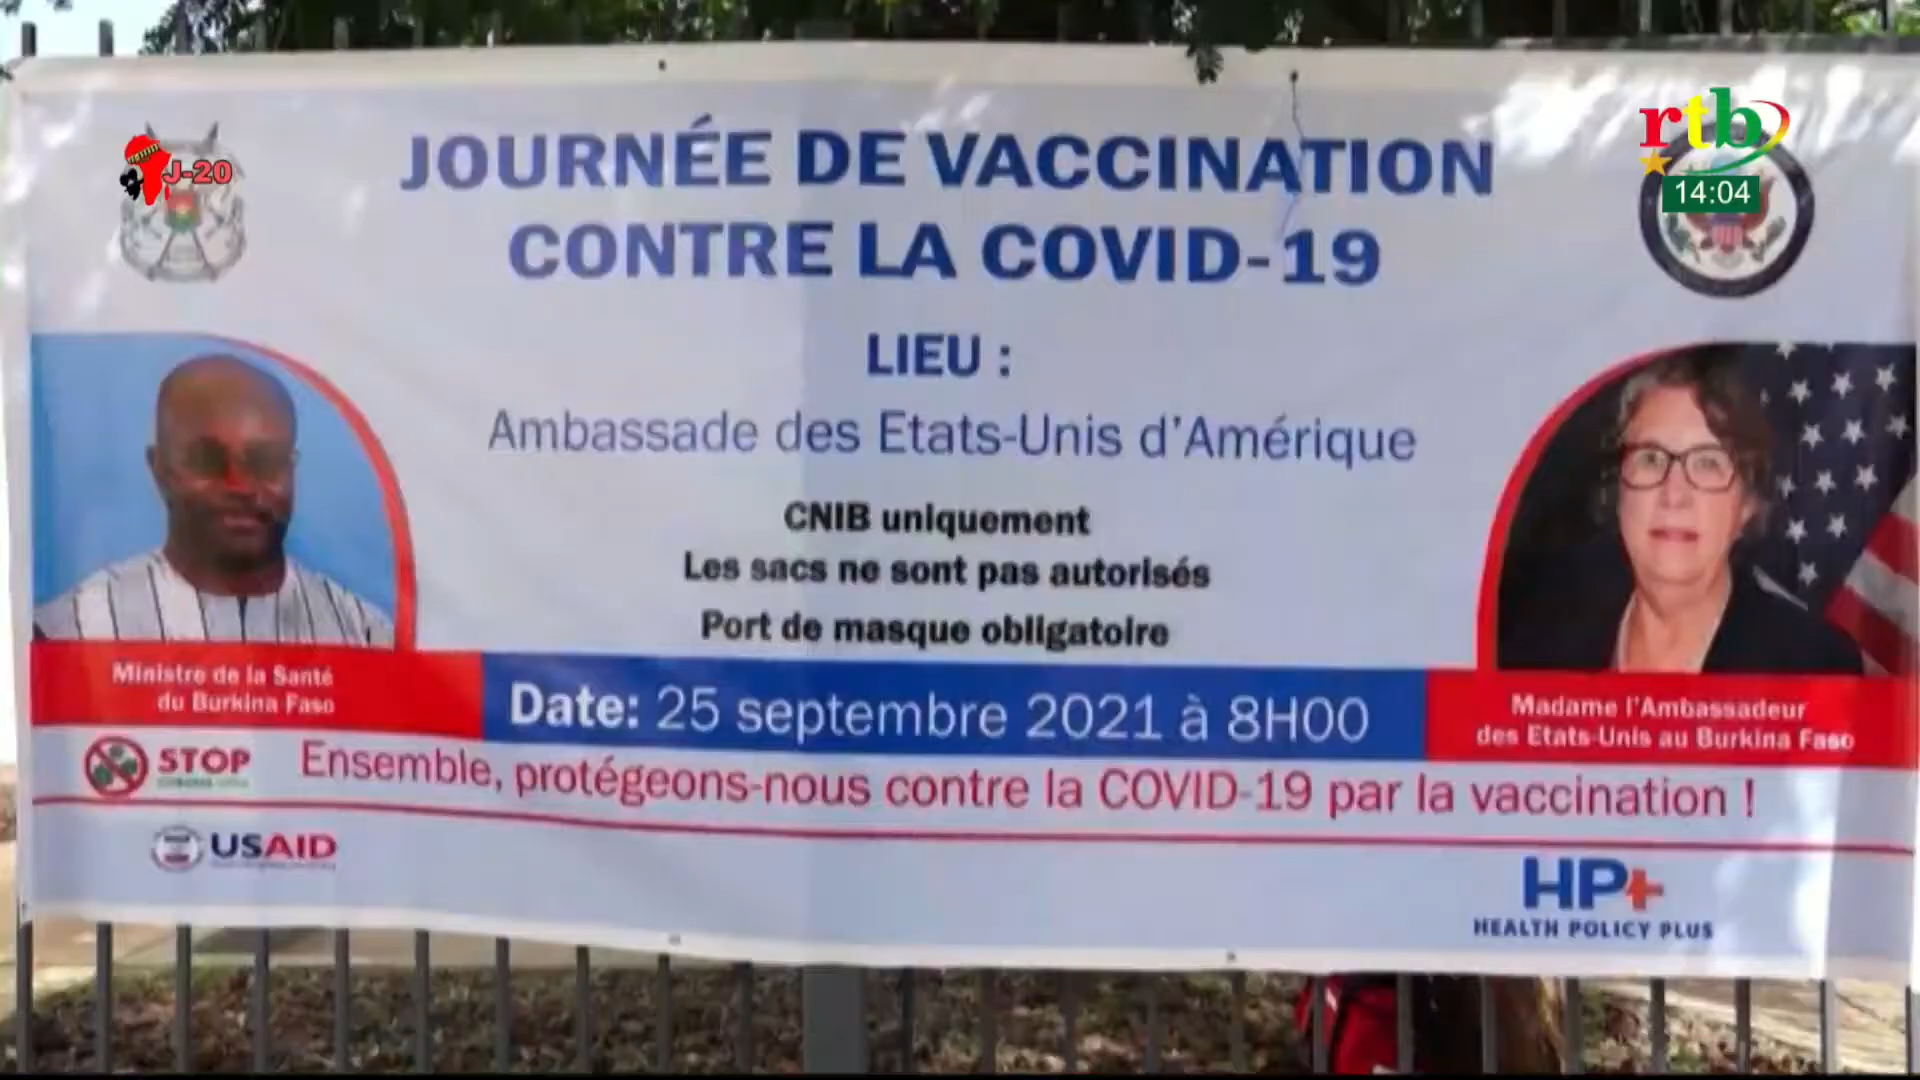 J-20
rtb
14:04
JOURNÉE DE VACCINATION
CONTRE LA COVID-19
LIEU :
Ambassade des Etats-Unis d'Amérique
CNIB uniquement
Les sacs ne sont pas autorisés
Port de masque obligatoire
Ministre de la Santé
du Burkina Faso
Date: 25 septembre 2021 à 8H00
Madame l'Ambassadeur
des Etats-Unis au Burkina Faso
STOP
Ensemble, protégeons-nous contre la COVID-19 par la vaccination !
USAID
HP+
HEALTH POLICY PLUS